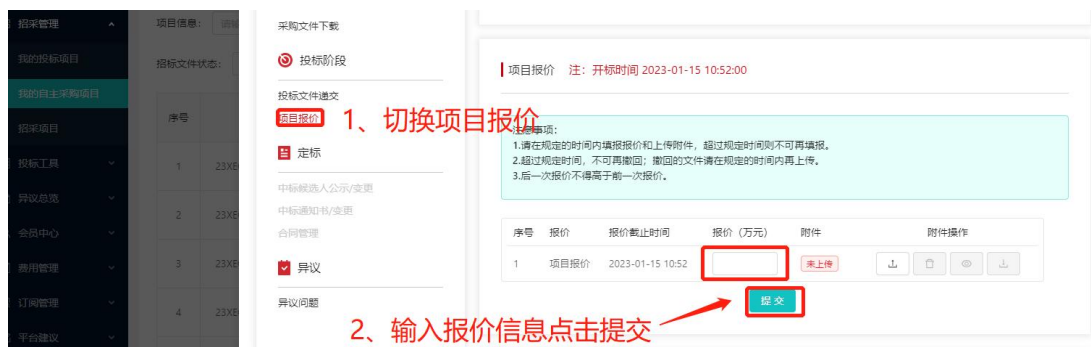 招采管理
我的投标项目
我的自主采购项目
招采项目
投标工具
异议总览
会员中心
费用管理
订阅管理
平台建议
项目信息：
招标文件状态：
序号
1 23XE
2 23XE
3 23XE
4 23XE
采购文件下载
投标阶段
投标文件递交
项目报价
定标
中标候选人公示/变更
中标通知书/变更
合同管理
异议
异议问题
1、切换项目报价
项目报价 注：开标时间 2023-01-15 10:52:00
注意事项：
1.请在规定的时间内填报报价和上传附件，超过规定时间则不可再填报。
2.超过规定时间，不可再撤回；撤回的文件请在规定的时间内再上传。
3.后一次报价不得高于前一次报价。
序号 报价 报价截止时间 报价（万元） 附件 附件操作
1 项目报价 2023-01-15 10:52 未上传
提交
2、输入报价信息点击提交